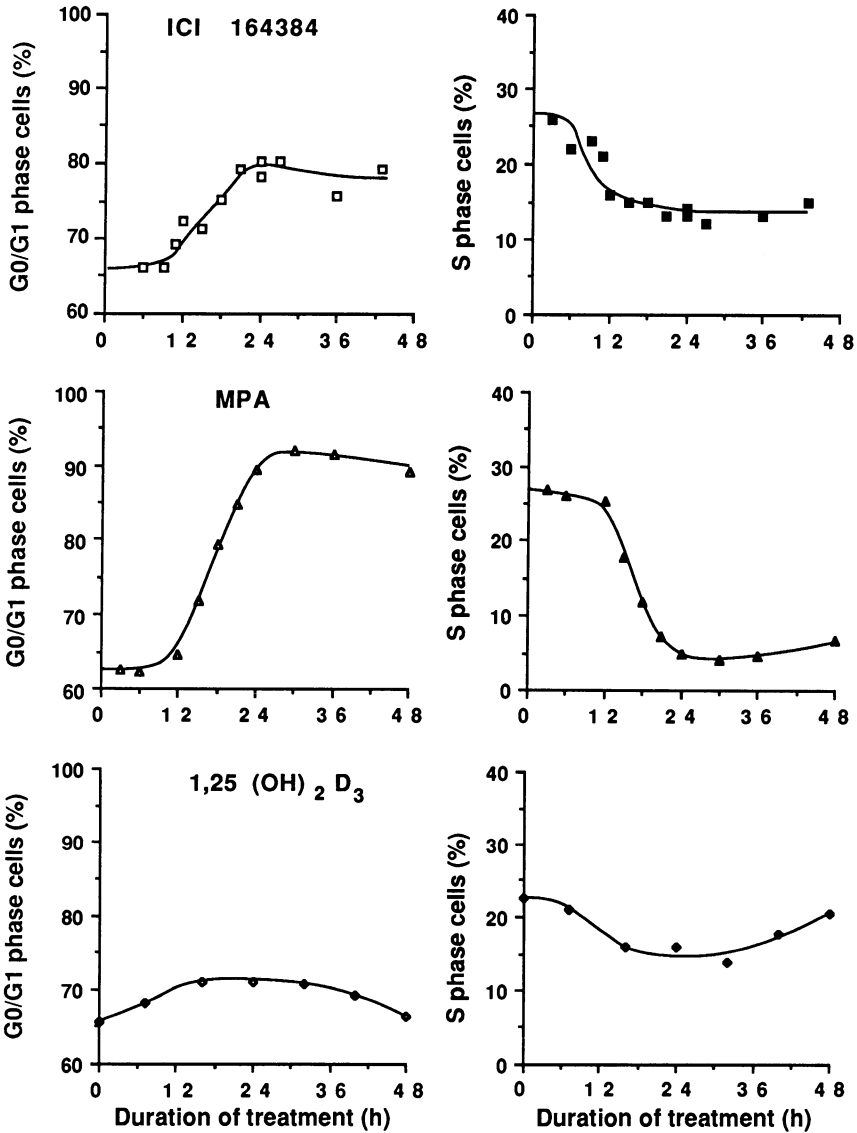 ICI 164384
G0/G1 phase cells (%)
100
90
80
70
60
0 12 24 36 48
S phase cells (%)
40
30
20
10
0
0 12 24 36 48
MPA
G0/G1 phase cells (%)
100
90
80
70
60
0 12 24 36 48
S phase cells (%)
40
30
20
10
0
0 12 24 36 48
1,25 (OH) 2 D3
G0/G1 phase cells (%)
100
90
80
70
60
0 12 24 36 48
Duration of treatment (h)
S phase cells (%)
40
30
20
10
0
0 12 24 36 48
Duration of treatment (h)